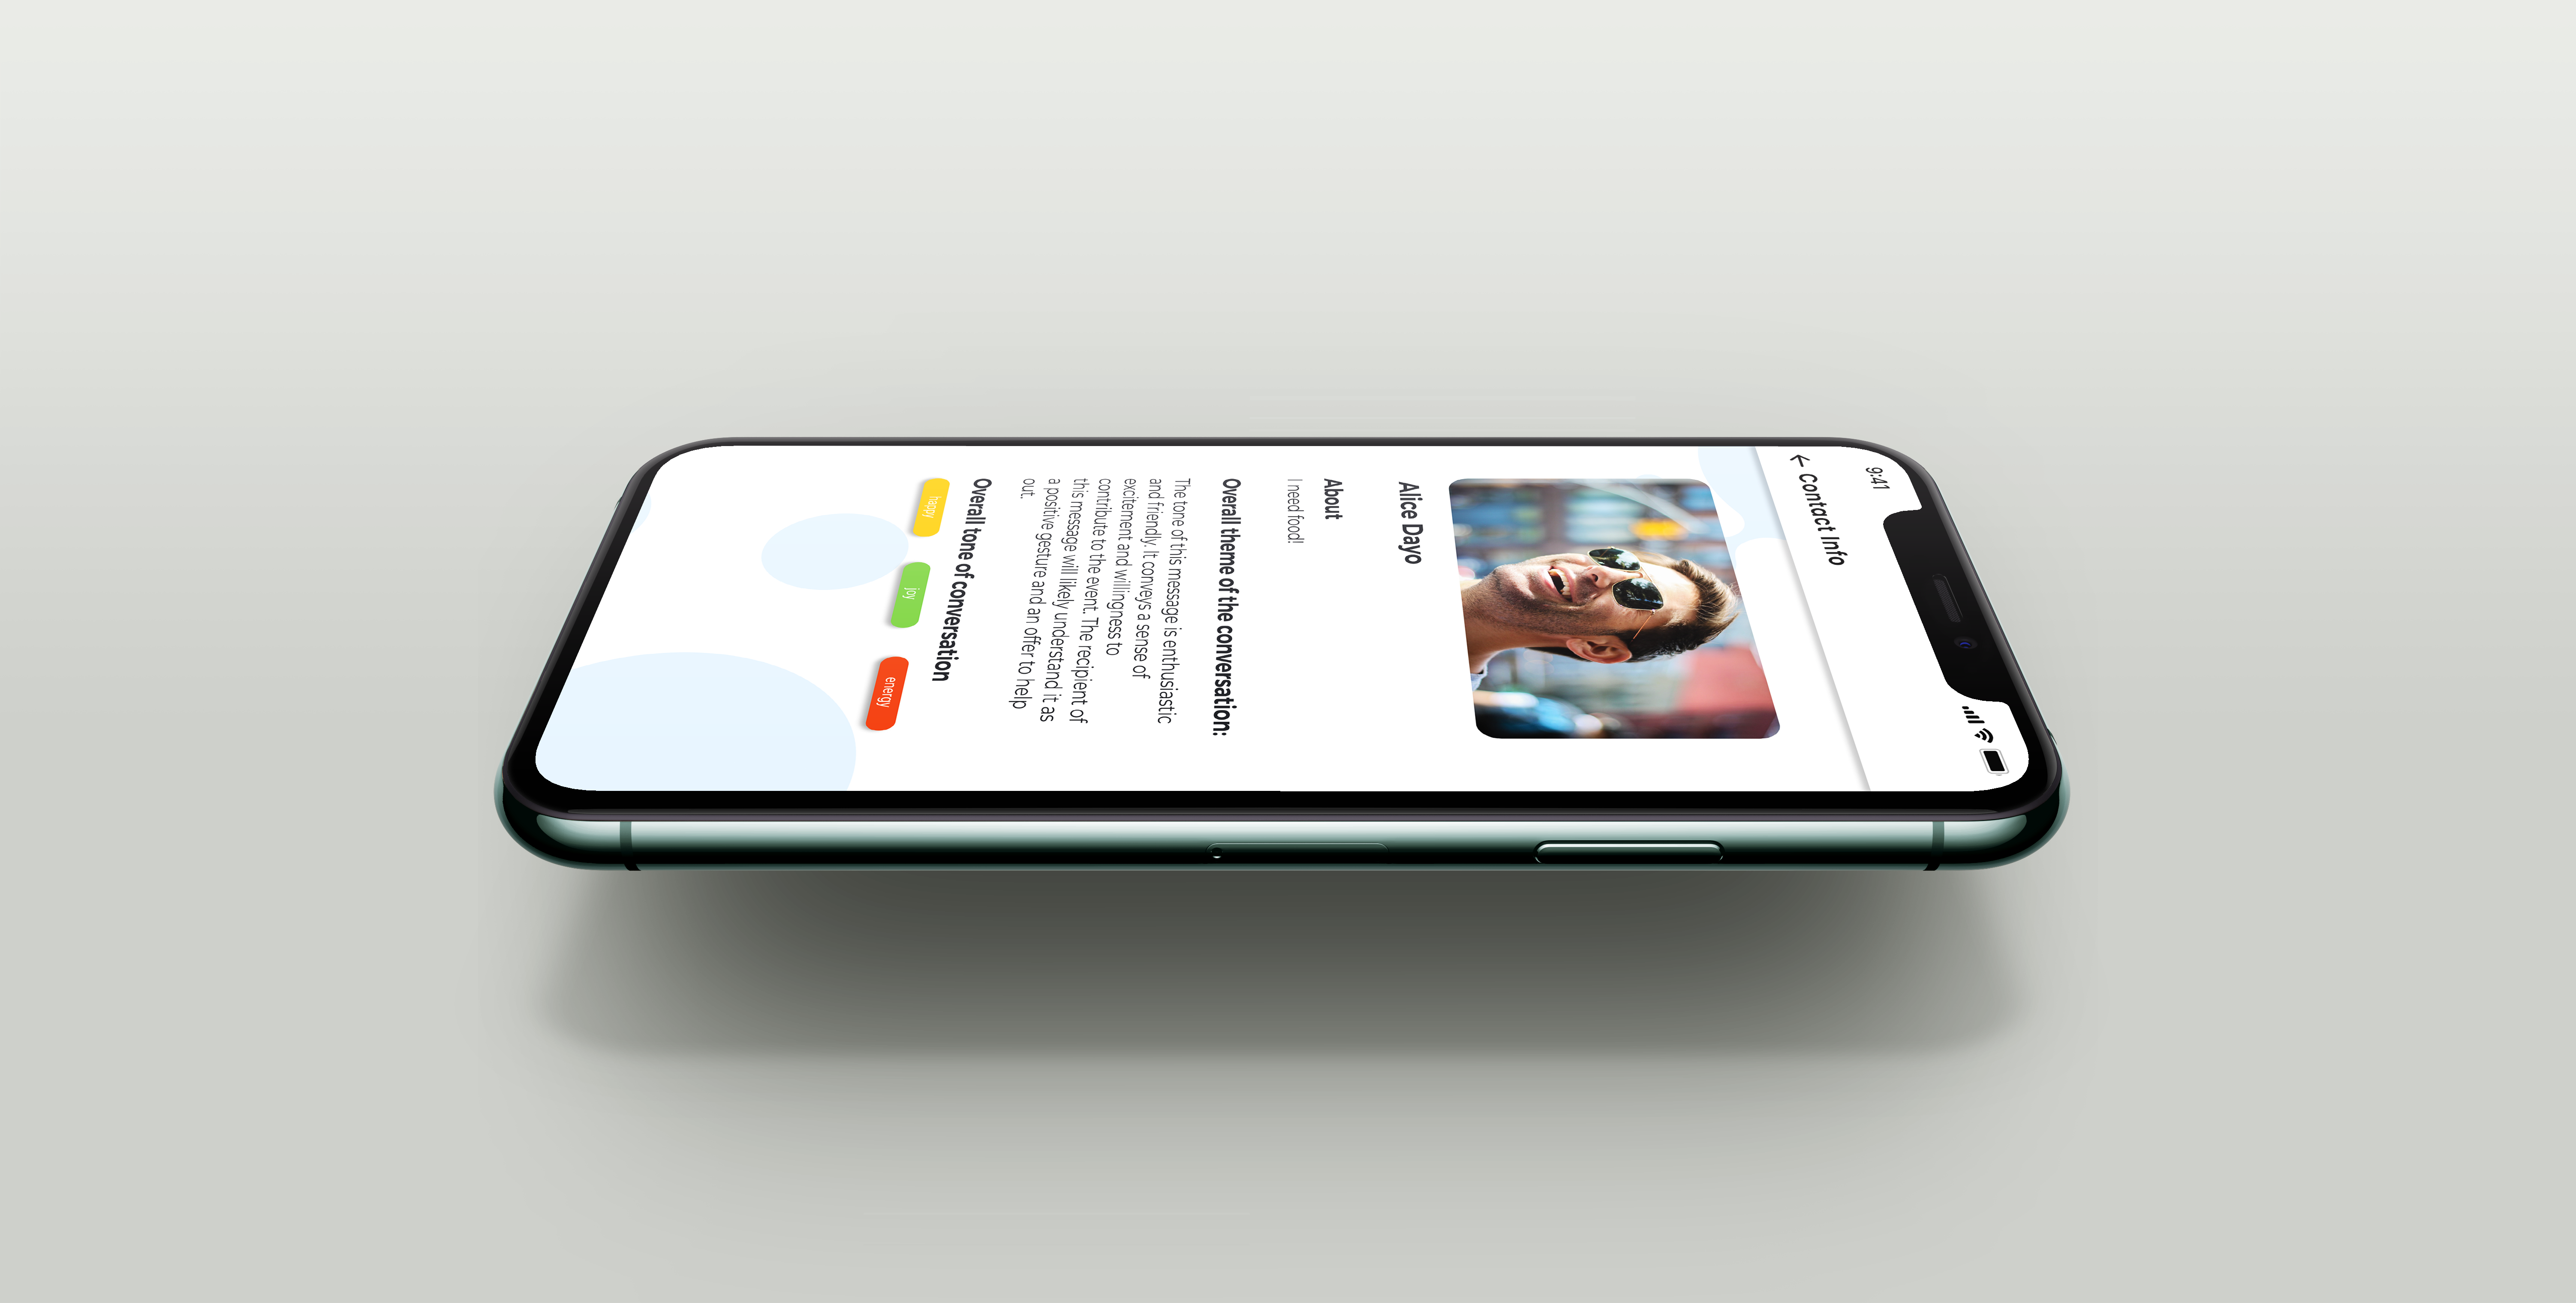 9:41
← Contact Info
Alice Dayo
About
I need food!
Overall theme of the conversation:
The tone of this message is enthusiastic
and friendly. It conveys a sense of
excitement and willingness to
contribute to the event. The recipient of
this message will likely understand it as
a positive gesture and an offer to help
out.
Overall tone of conversation
happy
joy
energy